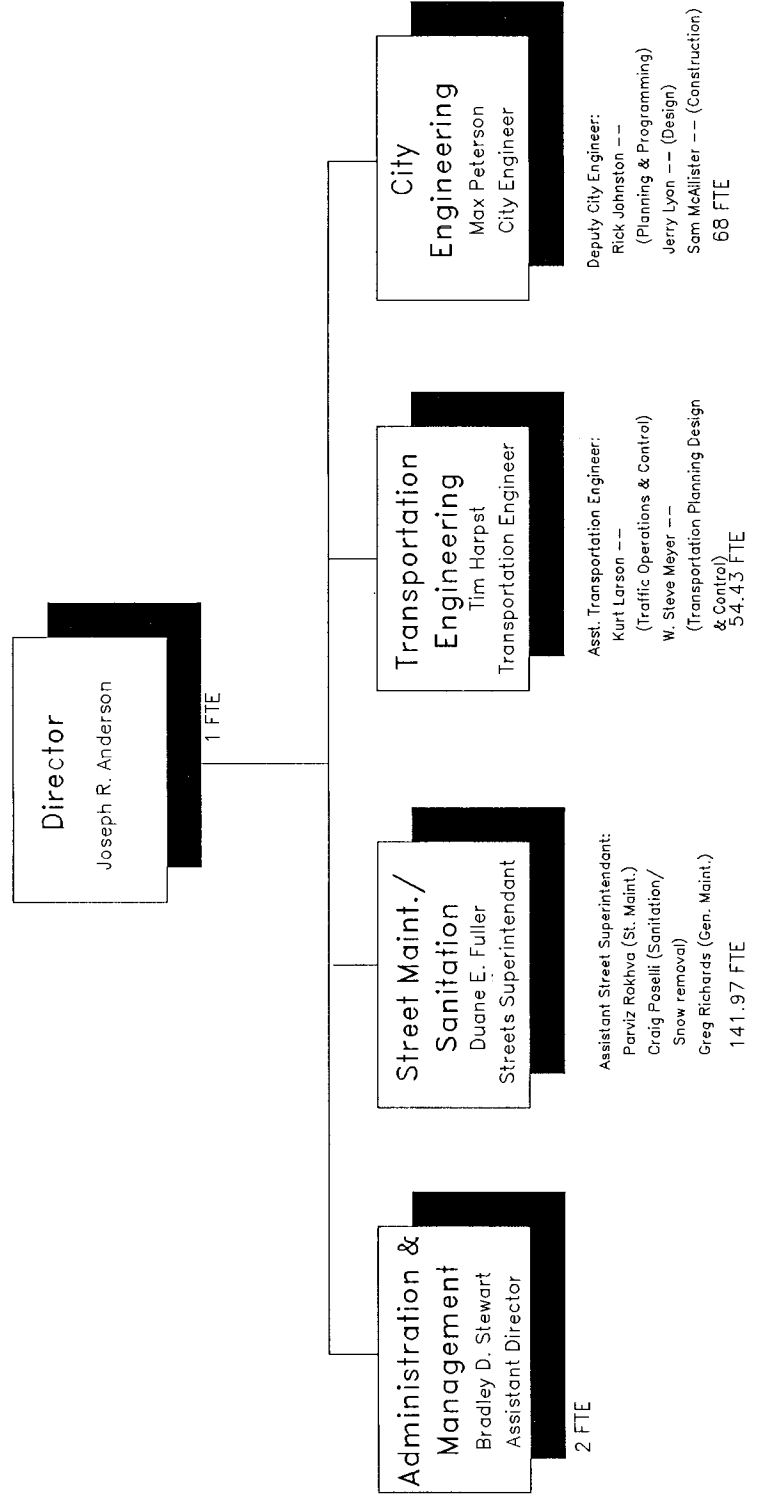 Director
Joseph R. Anderson
1 FTE
Administration &
Management
Bradley D. Stewart
Assistant Director
2 FTE
Street Maint./
Sanitation
Duane E. Fuller
Streets Superintendant
Assistant Street Superintendant:
Parviz Rokhva (St. Maint.)
Craig Poselli (Sanitation/
Snow removal)
Greg Richards (Gen. Maint.)
141.97 FTE
Transportation
Engineering
Tim Harpst
Transportation Engineer
Asst. Transportation Engineer:
Kurt Larson --
(Traffic Operations & Control)
W. Steve Meyer --
(Transportation Planning Design
& Control)
54.43 FTE
City
Engineering
Max Peterson
City Engineer
Deputy City Engineer:
Rick Johnston --
(Planning & Programming)
Jerry Lyon -- (Design)
Sam McAllister -- (Construction)
68 FTE